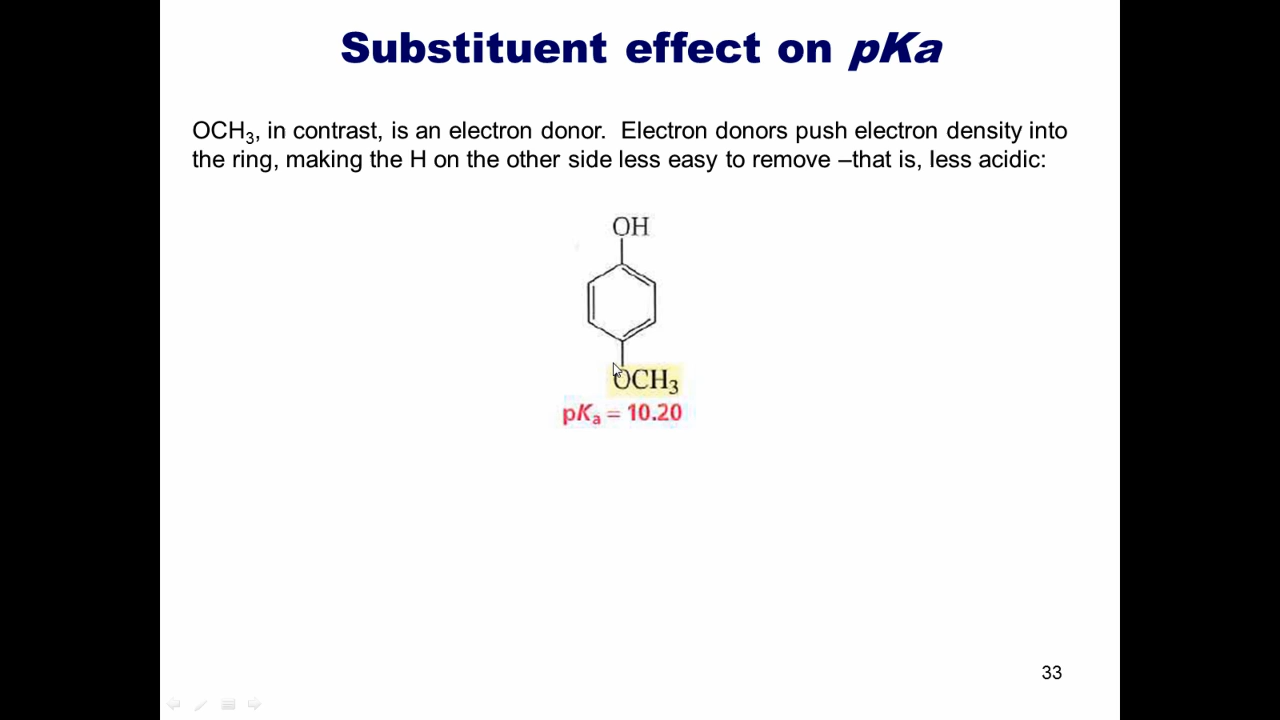 Substituent effect on pKa
OCH₃, in contrast, is an electron donor.  Electron donors push electron density into
the ring, making the H on the other side less easy to remove –that is, less acidic:
OH
OCH₃
pKₐ = 10.20
33